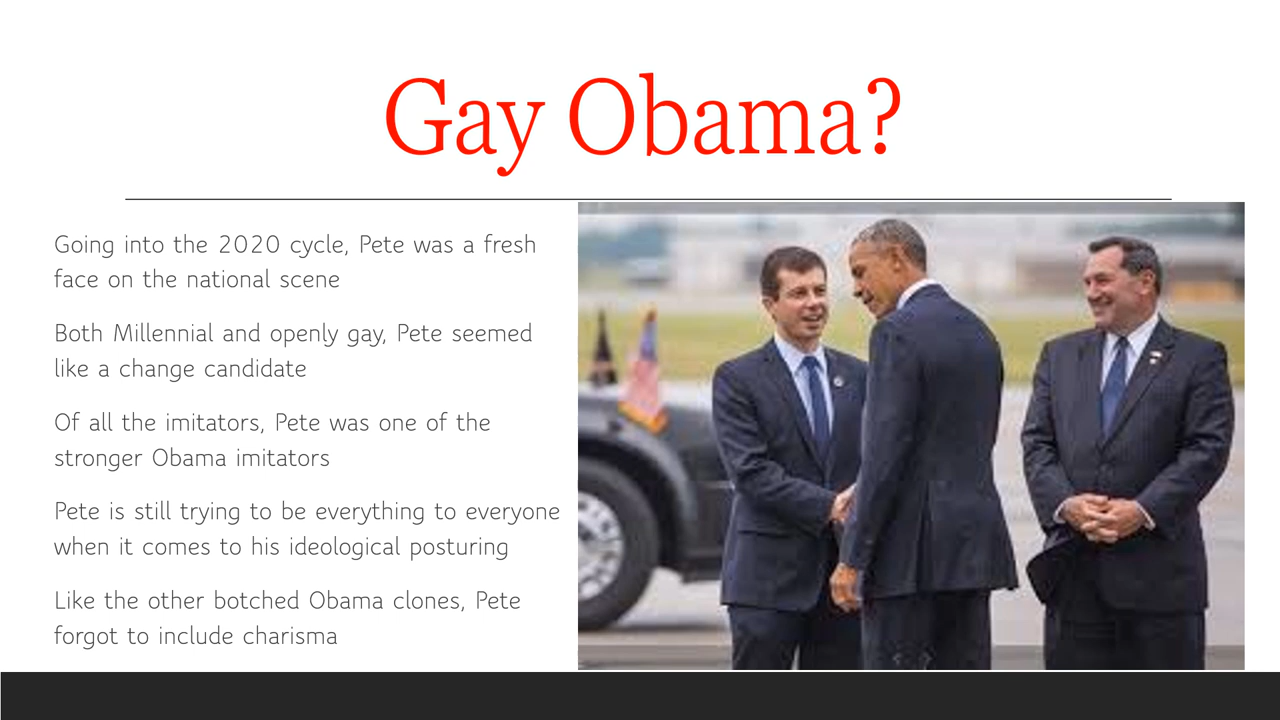 Gay Obama?
Going into the 2020 cycle, Pete was a fresh
face on the national scene
Both Millennial and openly gay, Pete seemed
like a change candidate
Of all the imitators, Pete was one of the
stronger Obama imitators
Pete is still trying to be everything to everyone
when it comes to his ideological posturing
Like the other botched Obama clones, Pete
forgot to include charisma